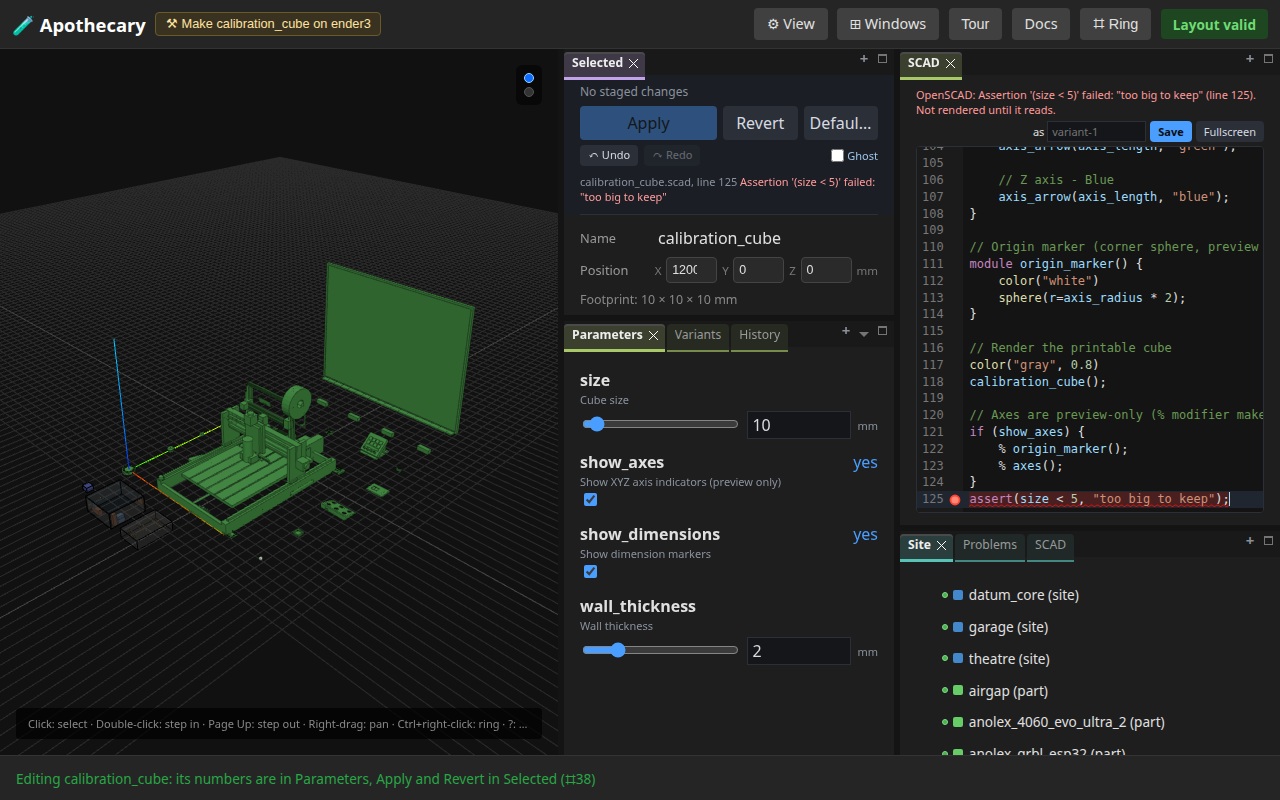 Apothecary
⚒ Make calibration_cube on ender3
⚙ View
⊞ Windows
Tour
Docs
⌗ Ring
Layout valid
Click: select · Double-click: step in · Page Up: step out · Right-drag: pan · Ctrl+right-click: ring · ?: ...
Selected
No staged changes
Apply
Revert
Defaul...
↶ Undo
↷ Redo
Ghost
calibration_cube.scad, line 125 Assertion '(size < 5)' failed:
"too big to keep"
Name calibration_cube
Position X 1200 Y 0 Z 0 mm
Footprint: 10 × 10 × 10 mm
Parameters
Variants
History
size
Cube size
10 mm
show_axes yes
Show XYZ axis indicators (preview only)
show_dimensions yes
Show dimension markers
wall_thickness
Wall thickness
2 mm
SCAD
OpenSCAD: Assertion '(size < 5)' failed: "too big to keep" (line 125).
Not rendered until it reads.
as variant-1 Save Fullscreen
104 axis_arrow(axis_length, "green");
105
106 // Z axis - Blue
107 axis_arrow(axis_length, "blue");
108 }
109
110 // Origin marker (corner sphere, preview
111 module origin_marker() {
112 color("white")
113 sphere(r=axis_radius * 2);
114 }
115
116 // Render the printable cube
117 color("gray", 0.8)
118 calibration_cube();
119
120 // Axes are preview-only (% modifier make
121 if (show_axes) {
122 % origin_marker();
123 % axes();
124 }
125 assert(size < 5, "too big to keep");
Site
Problems
SCAD
datum_core (site)
garage (site)
theatre (site)
airgap (part)
anolex_4060_evo_ultra_2 (part)
anolex_grbl_esp32 (part)
Editing calibration_cube: its numbers are in Parameters, Apply and Revert in Selected (⌗38)